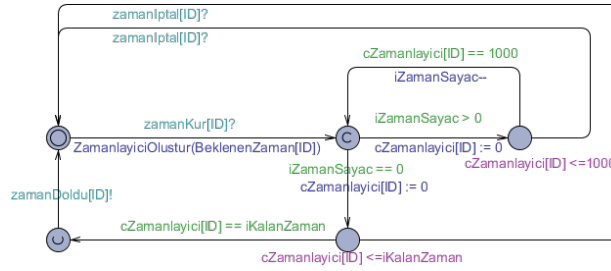 zamanIptal[ID]?
zamanIptal[ID]?
cZamanlayici[ID] == 1000
iZamanSayac--
zamanKur[ID]?
iZamanSayac > 0
C
ZamanlayiciOlustur(BeklenenZaman[ID])
cZamanlayici[ID] := 0
cZamanlayici[ID] <=1000
iZamanSayac == 0
cZamanlayici[ID] := 0
zamanDoldu[ID]!
cZamanlayici[ID] == iKalanZaman
U
cZamanlayici[ID] <=iKalanZaman